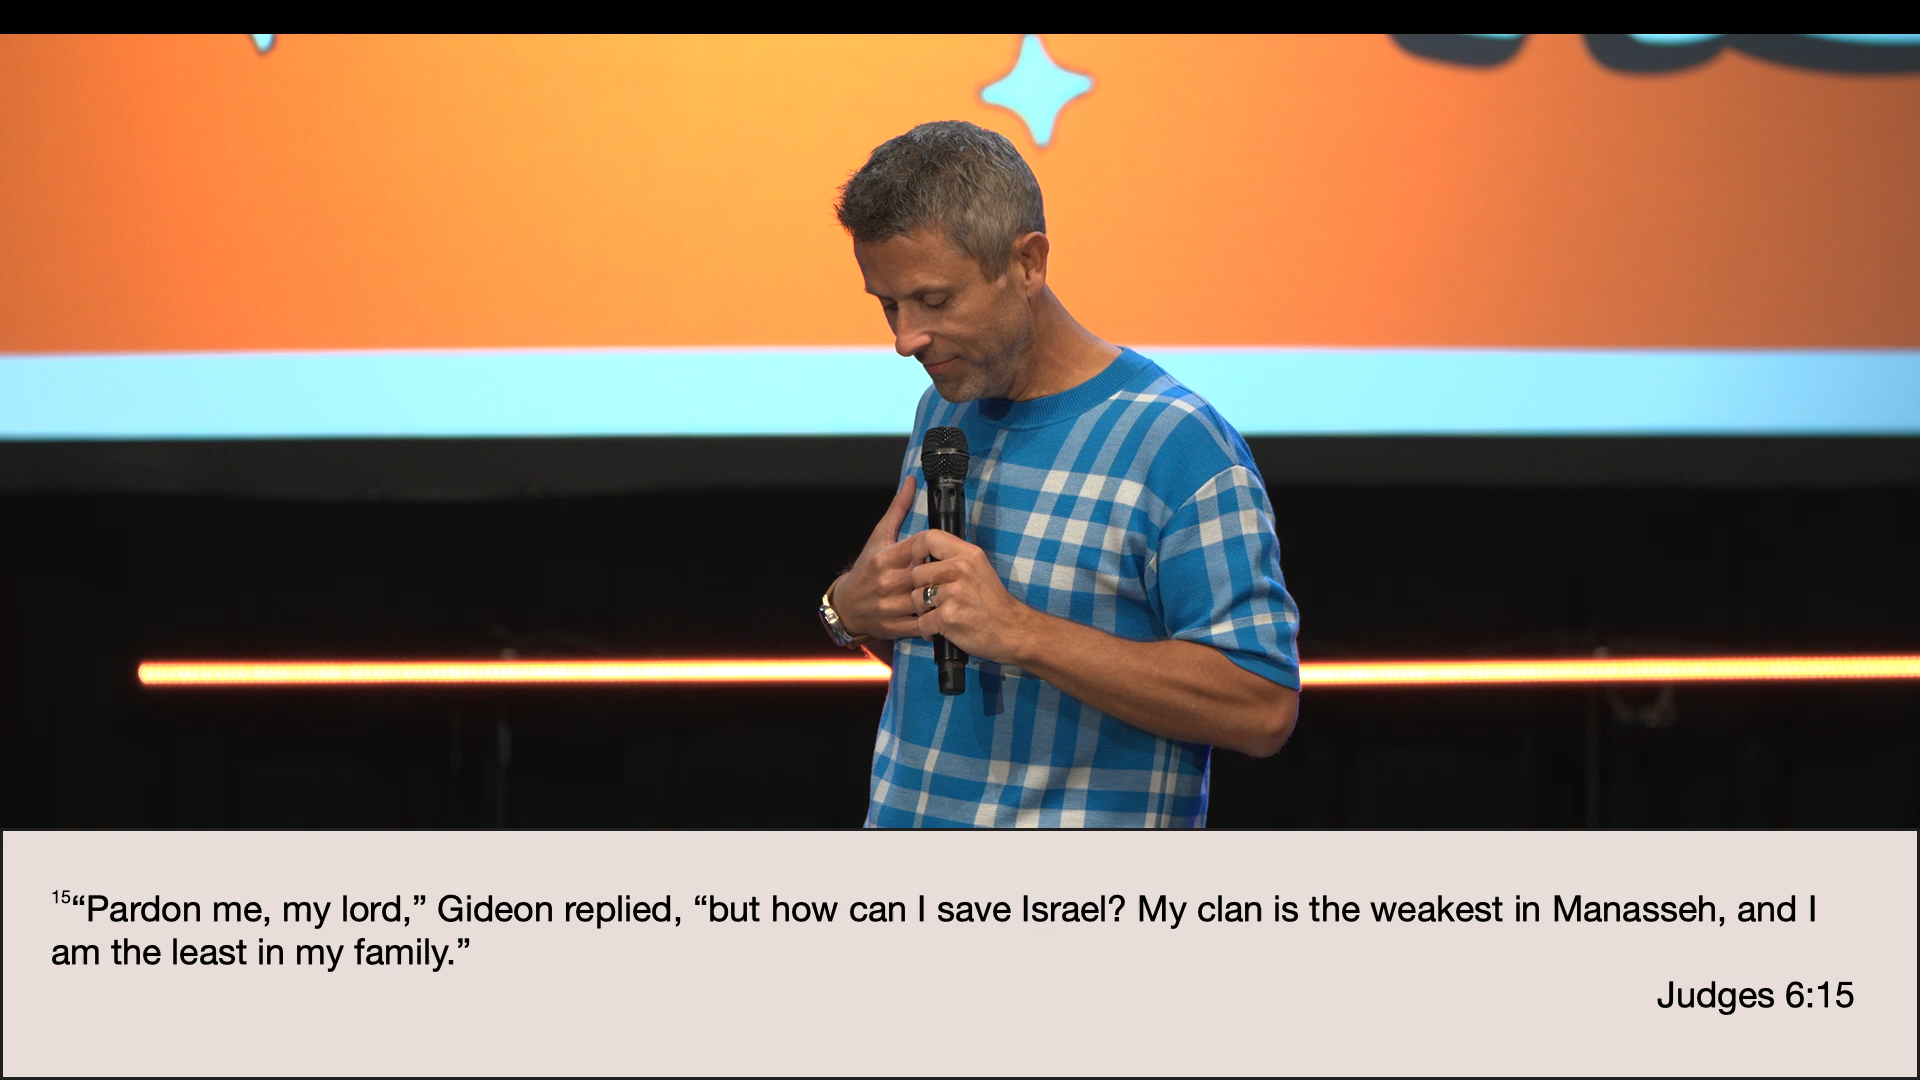 15“Pardon me, my lord,” Gideon replied, “but how can I save Israel? My clan is the weakest in Manasseh, and I
am the least in my family.”
Judges 6:15